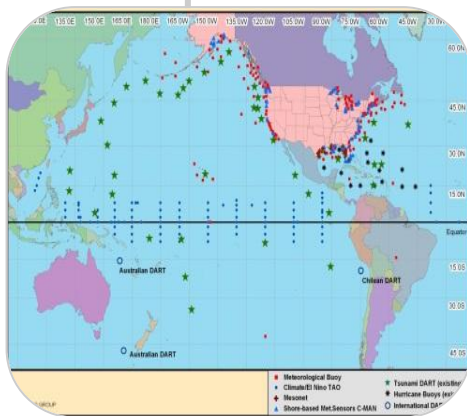 135.0E 150.0E 165.0E 180.0E 165.0W 150.0W 135.0W 120.0W 105.0W 90.0W 75.0W 60.0W 45.0W 30.0W
60.0N
45.0N
30.0N
15.0N
Equator
15.0S
30.0S
45.0S
Australian DART
Chilean DART
Australian DART
Meteorological Buoy
Climate/El Nino TAO
Mesonet
Shore-based Met.Sensors C-MAN
Tsunami DART
Hurricane Buoys
International
GROUP